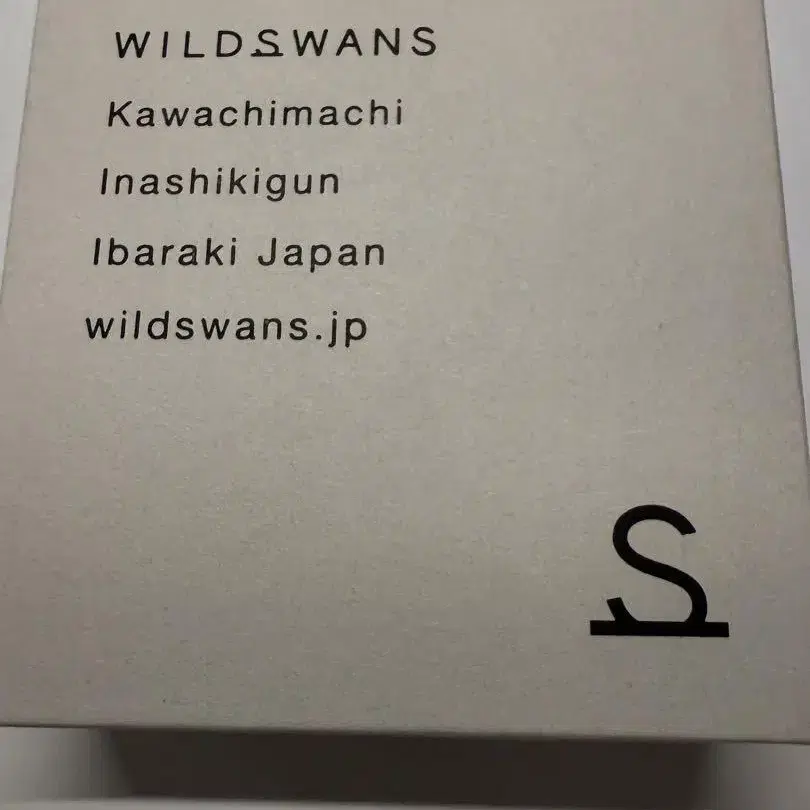 WILDSWANS
Kawachimachi
Inashikigun
Ibaraki Japan
wildswans.jp
S